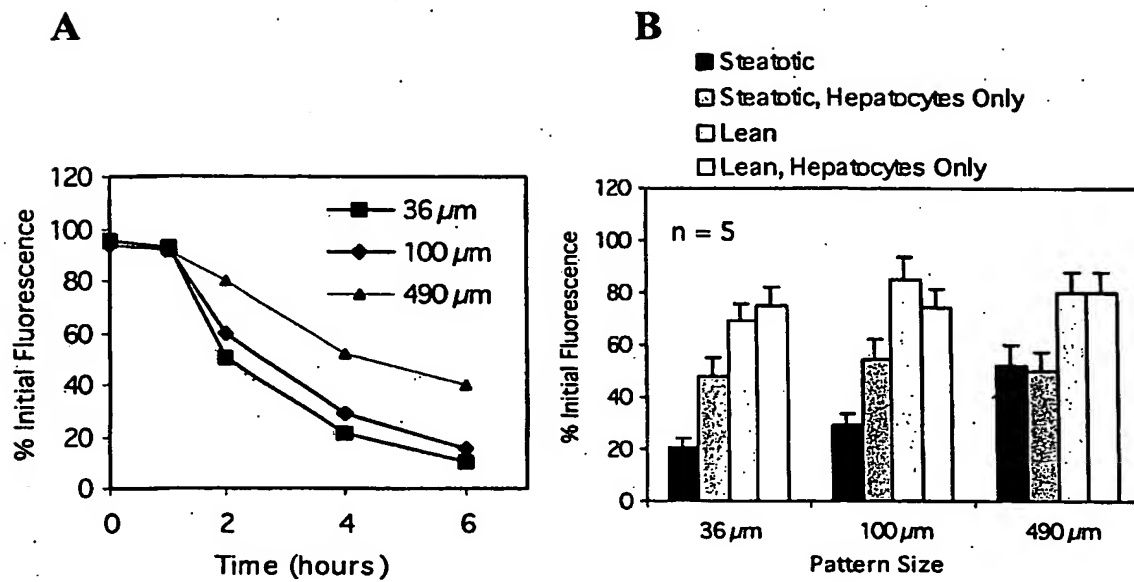 A
120
100
80
60
40
20
0
% Initial Fluorescence
36 µm
100 µm
490 µm
0
2
4
6
Time (hours)
B
Steatotic
Steatotic, Hepatocytes Only
Lean
Lean, Hepatocytes Only
120
100
80
60
40
20
0
% Initial Fluorescence
n = 5
36 µm
100 µm
490 µm
Pattern Size